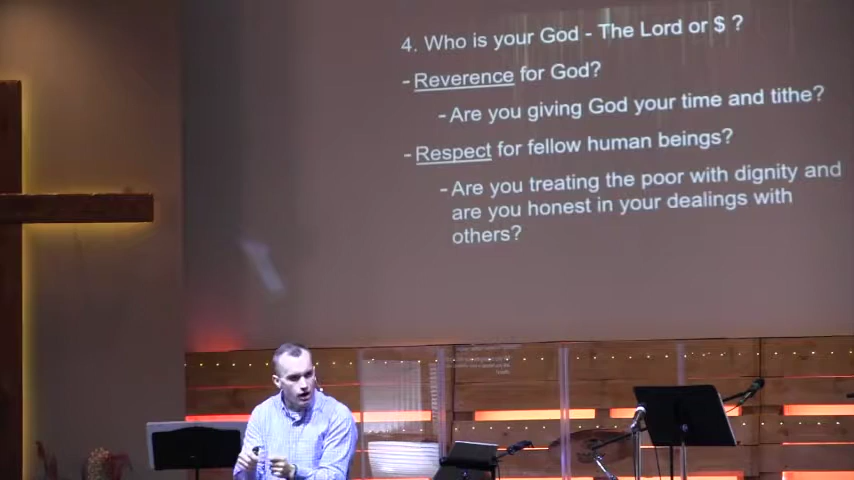 4. Who is your God - The Lord or $ ?
- Reverence for God?
- Are you giving God your time and tithe?
- Respect for fellow human beings?
- Are you treating the poor with dignity and
are you honest in your dealings with
others?